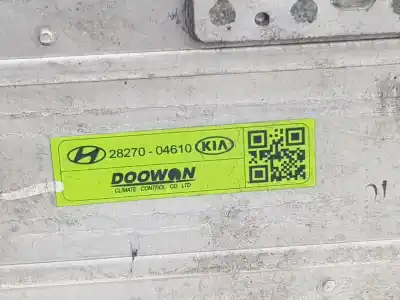 28270 - 04610 KIA
DOOWON
CLIMATE CONTROL CO. LTD